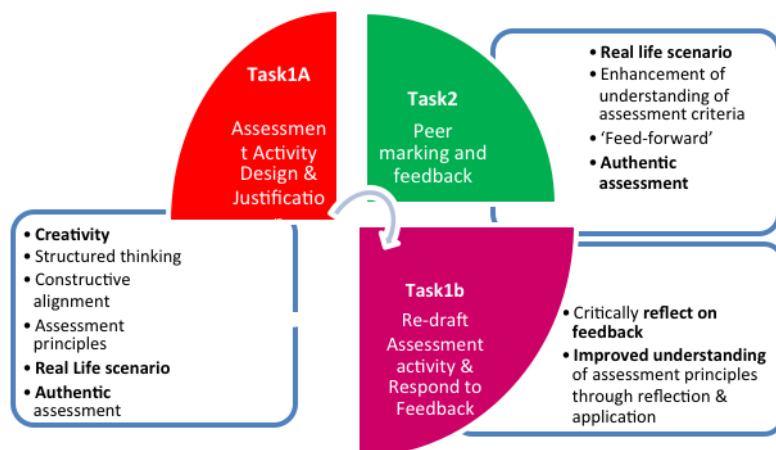 Task1A
Assessmen
t Activity
Design &
Justificatio
Task2
Peer
marking and
feedback
• Real life scenario
• Enhancement of
understanding of
assessment criteria
• ‘Feed-forward’
• Authentic
assessment
• Creativity
• Structured thinking
• Constructive
alignment
• Assessment
principles
• Real Life scenario
• Authentic
assessment
Task1b
Re-draft
Assessment
activity &
Respond to
Feedback
• Critically reflect on
feedback
• Improved understanding
of assessment principles
through reflection &
application